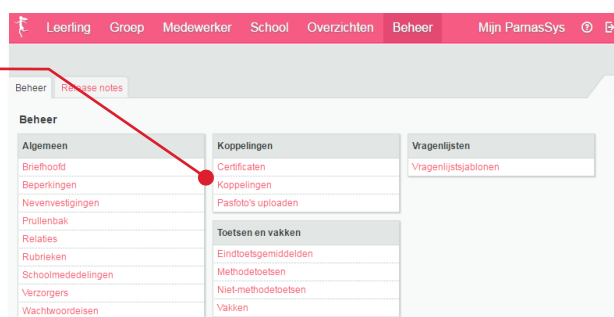 Leerling Groep Medewerker School Overzichten Beheer Mijn ParnasSys
Beheer Release notes
Beheer
Algemeen
Briefhoofd
Beperkingen
Nevenvestigingen
Prullenbak
Relaties
Rubrieken
Schoolmededelingen
Verzorgers
Wachtwoordeisen
Koppelingen
Certificaten
Koppelingen
Pasfoto's uploaden
Toetsen en vakken
Eindtoetsgemiddelden
Methodetoetsen
Niet-methodetoetsen
Vakken
Vragenlijsten
Vragenlijstsjablonen